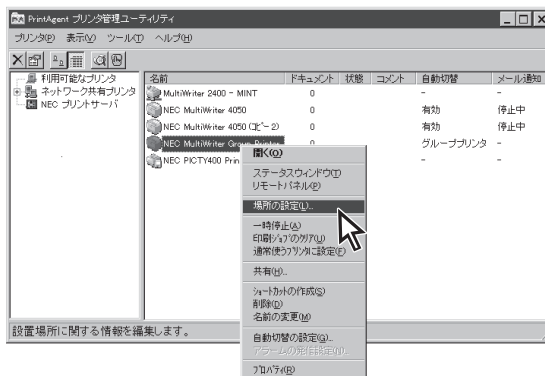 PrintAgent プリンタ管理ユーティリティ
プリンタ(P) 表示(V) ツール(T) ヘルプ(H)
利用可能なプリンタ
ネットワーク共有プリンタ
NEC プリントサーバ
名前 ドキュメント 状態 コメント 自動切替 メール通知
MultiWriter 2400 - MINT 0 - -
NEC MultiWriter 4050 0 有効 停止中
NEC MultiWriter 4050 (コピー 2) 0 有効 停止中
NEC MultiWriter Group Printer 0 グループプリンタ -
NEC PICTY400 Prin - -
開く(O)
ステータスウィンドウ(T)
リモートパネル(P)
場所の設定(L)...
一時停止(A)
印刷ジョブのクリア(U)
通常使うプリンタに設定(F)
共有(H)...
ショートカットの作成(S)
削除(D)
名前の変更(M)
自動切替の設定(G)...
アラームの発信設定(N)...
プロパティ(R)
設置場所に関する情報を編集します。